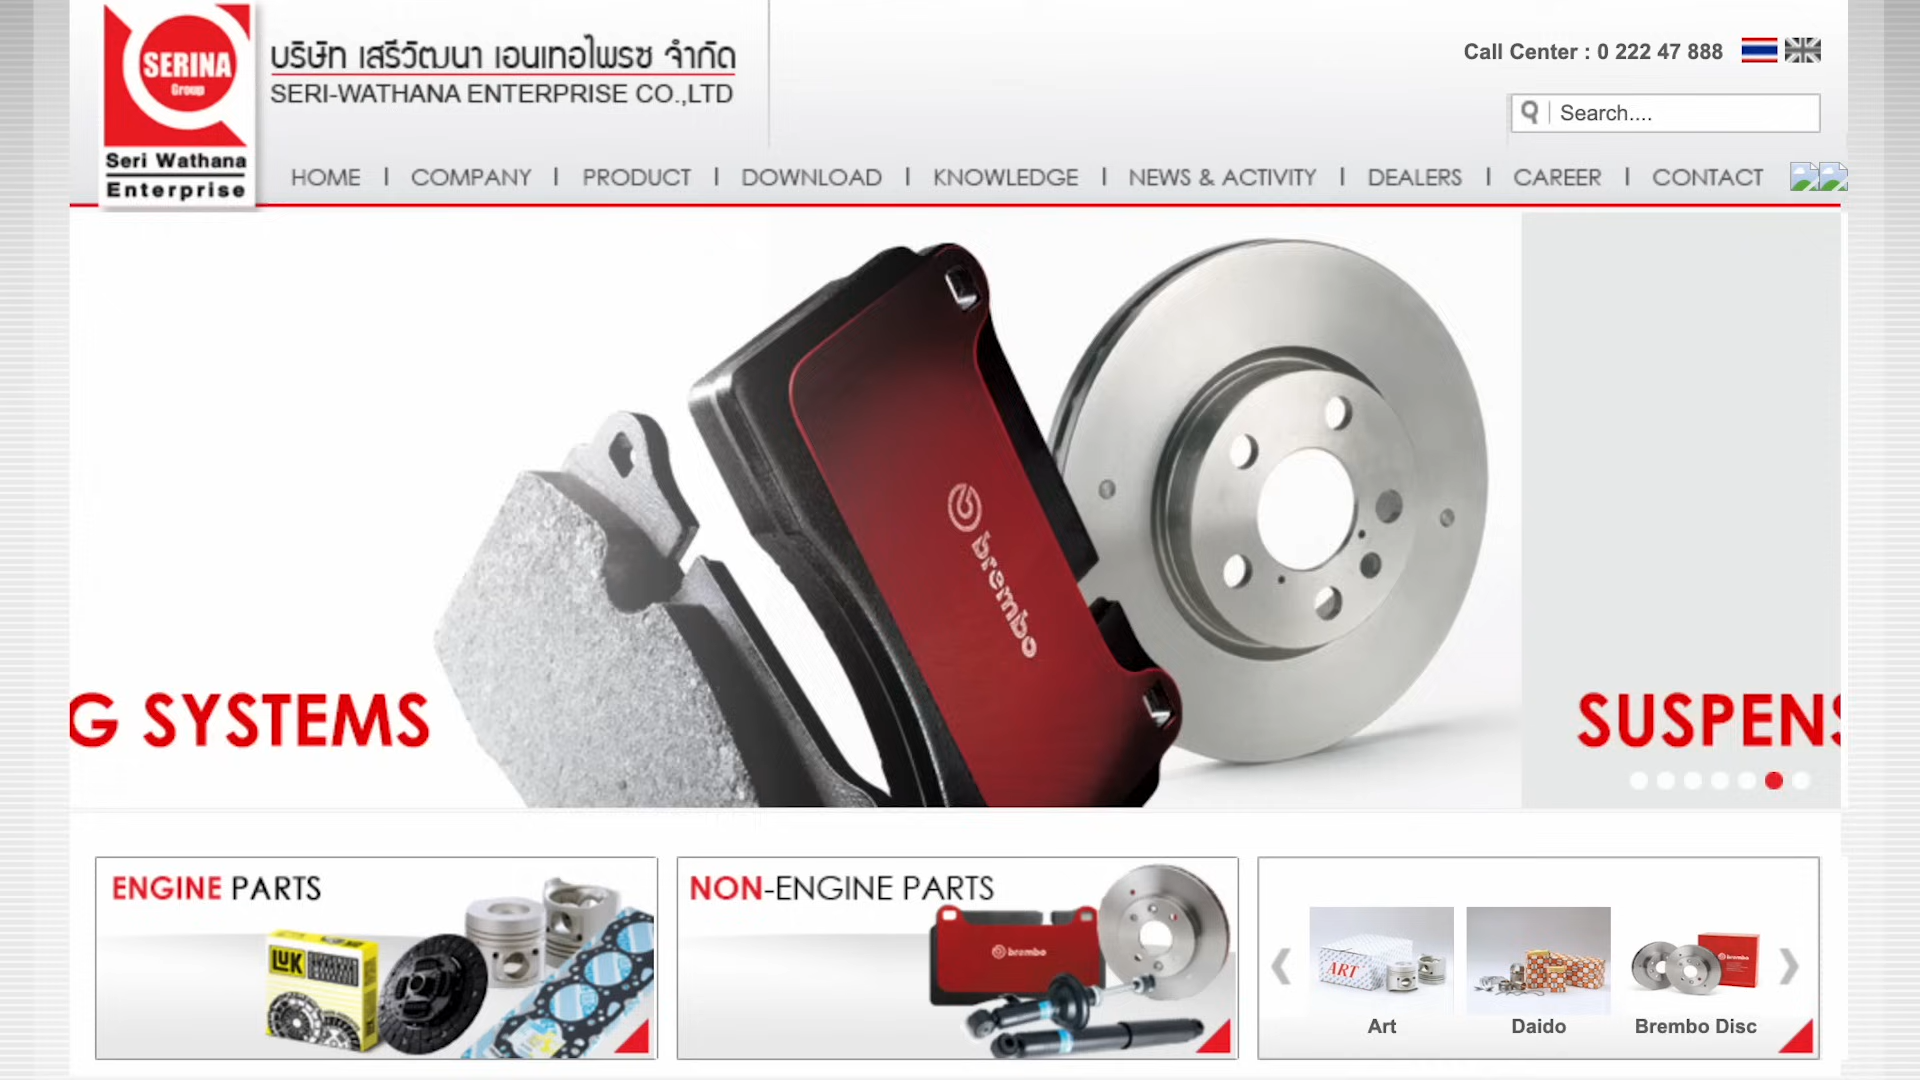 SERINA
Group
Seri Wathana
Enterprise
บริษัท เสรีวัฒนา เอนเทอไพรซ จำกัด
SERI-WATHANA ENTERPRISE CO.,LTD
Call Center : 0 222 47 888
Search....
HOME | COMPANY | PRODUCT | DOWNLOAD | KNOWLEDGE | NEWS & ACTIVITY | DEALERS | CAREER | CONTACT
brembo
G SYSTEMS
SUSPENS
ENGINE PARTS
LUK
NON-ENGINE PARTS
brembo
ART
brembo
Art
Daido
Brembo Disc